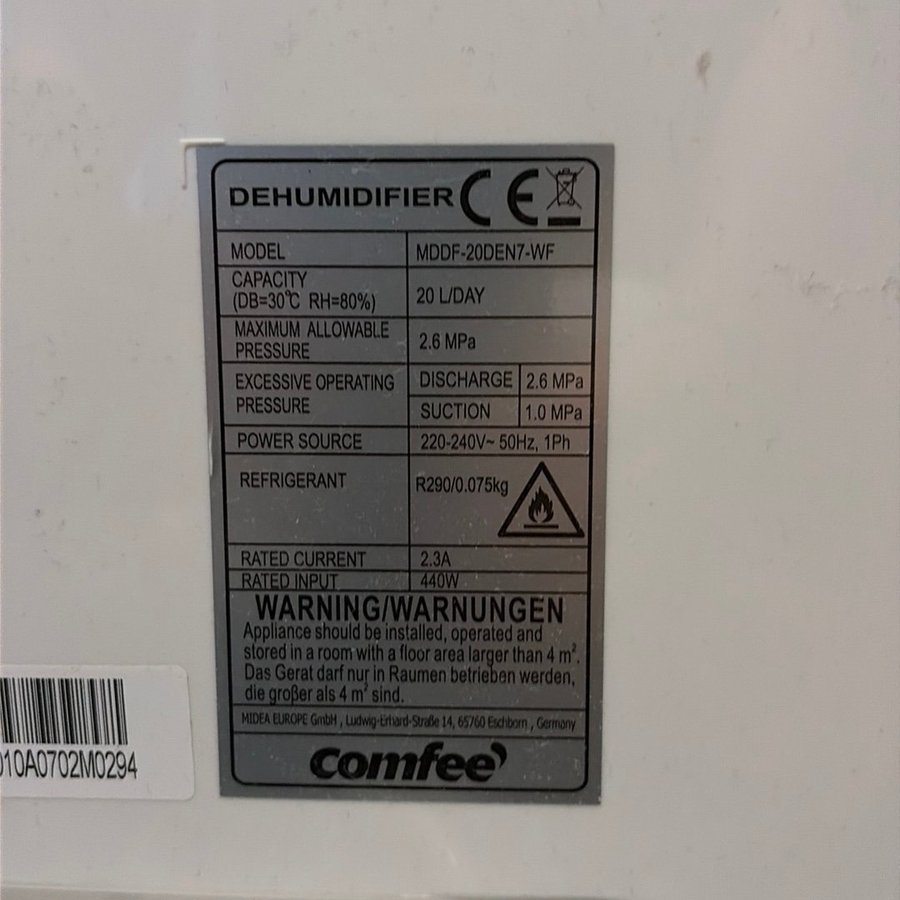 DEHUMIDIFIER CE
MODEL MDDF-20DEN7-WF
CAPACITY
(DB=30℃ RH=80%) 20 L/DAY
MAXIMUM ALLOWABLE
PRESSURE 2.6 MPa
EXCESSIVE OPERATING
PRESSURE
DISCHARGE 2.6 MPa
SUCTION 1.0 MPa
POWER SOURCE 220-240V~ 50Hz, 1Ph
REFRIGERANT R290/0.075kg
RATED CURRENT 2.3A
RATED INPUT 440W
WARNING/WARNUNGEN
Appliance should be installed, operated and
stored in a room with a floor area larger than 4 m².
Das Gerat darf nur in Raumen betrieben werden,
die großer als 4 m² sind.
MIDEA EUROPE GmbH , Ludwig-Erhard-Straße 14, 65760 Eschborn , Germany
comfee'
010A0702M0294